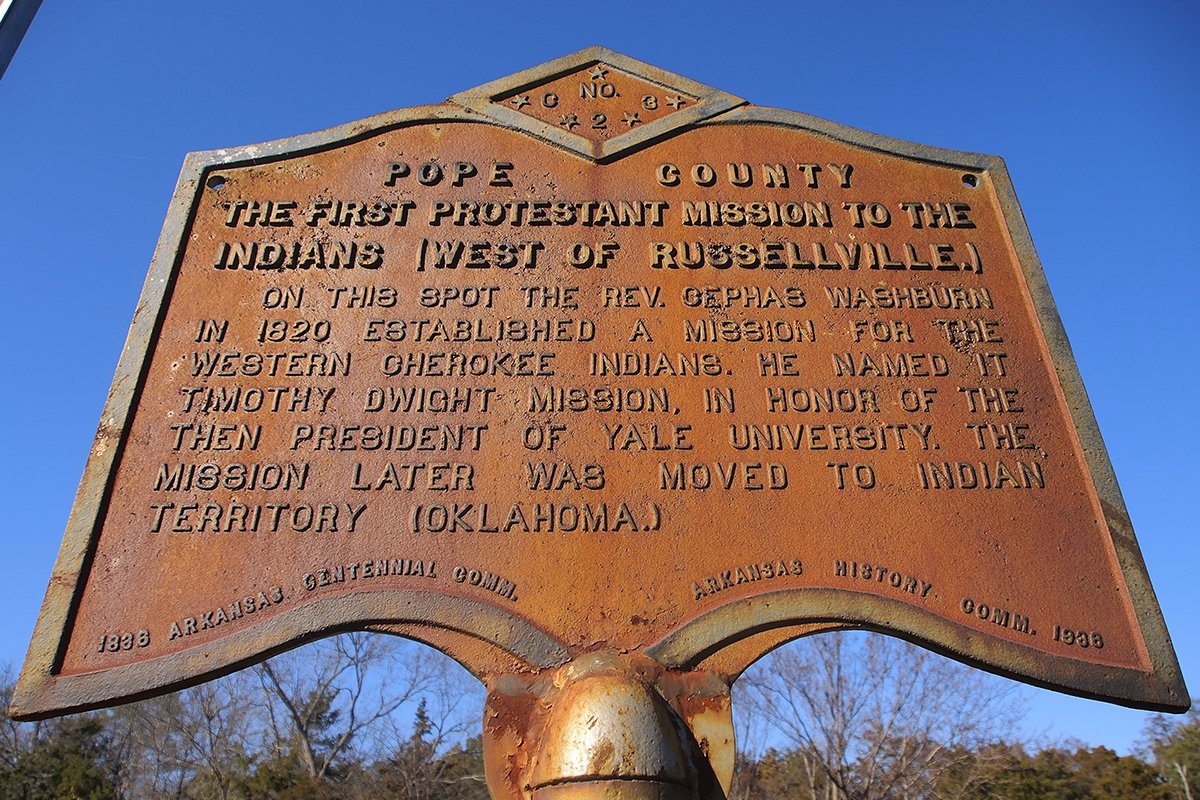 NO.
C 3
2
POPE COUNTY
THE FIRST PROTESTANT MISSION TO THE
INDIANS (WEST OF RUSSELLVILLE.)
ON THIS SPOT THE REV. CEPHAS WASHBURN
IN 1820 ESTABLISHED A MISSION FOR THE
WESTERN CHEROKEE INDIANS. HE NAMED IT
TIMOTHY DWIGHT MISSION, IN HONOR OF THE
THEN PRESIDENT OF YALE UNIVERSITY. THE
MISSION LATER WAS MOVED TO INDIAN
TERRITORY (OKLAHOMA.)
1836 ARKANSAS. CENTENNIAL COMM.
ARKANSAS HISTORY. COMM. 1936